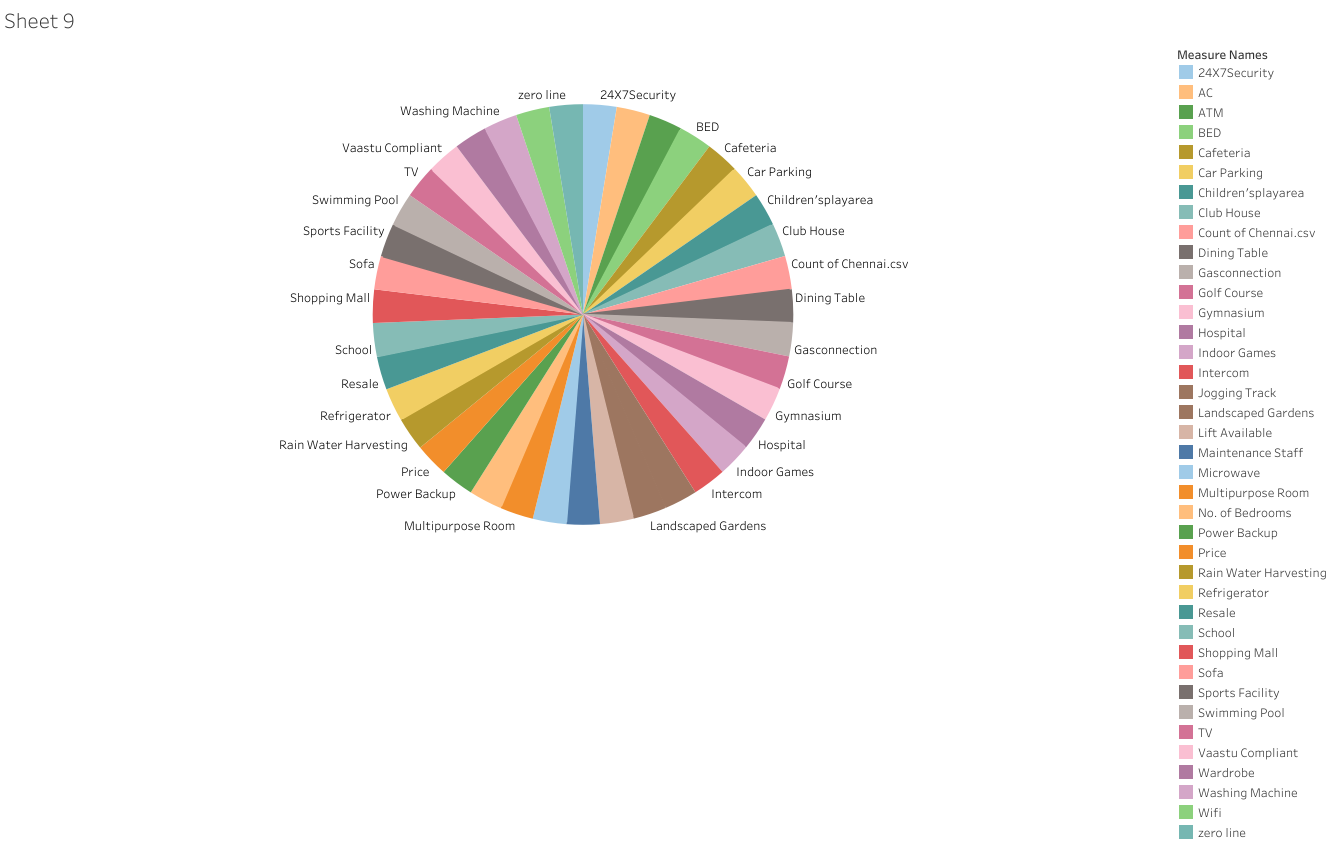 Sheet 9
zero line
24X7Security
Washing Machine
BED
Vaastu Compliant
Cafeteria
TV
Car Parking
Swimming Pool
Children'splayarea
Sports Facility
Club House
Sofa
Count of Chennai.csv
Shopping Mall
Dining Table
School
Gasconnection
Resale
Golf Course
Refrigerator
Gymnasium
Rain Water Harvesting
Hospital
Price
Indoor Games
Power Backup
Intercom
Multipurpose Room
Landscaped Gardens
Measure Names
24X7Security
AC
ATM
BED
Cafeteria
Car Parking
Children'splayarea
Club House
Count of Chennai.csv
Dining Table
Gasconnection
Golf Course
Gymnasium
Hospital
Indoor Games
Intercom
Jogging Track
Landscaped Gardens
Lift Available
Maintenance Staff
Microwave
Multipurpose Room
No. of Bedrooms
Power Backup
Price
Rain Water Harvesting
Refrigerator
Resale
School
Shopping Mall
Sofa
Sports Facility
Swimming Pool
TV
Vaastu Compliant
Wardrobe
Washing Machine
Wifi
zero line